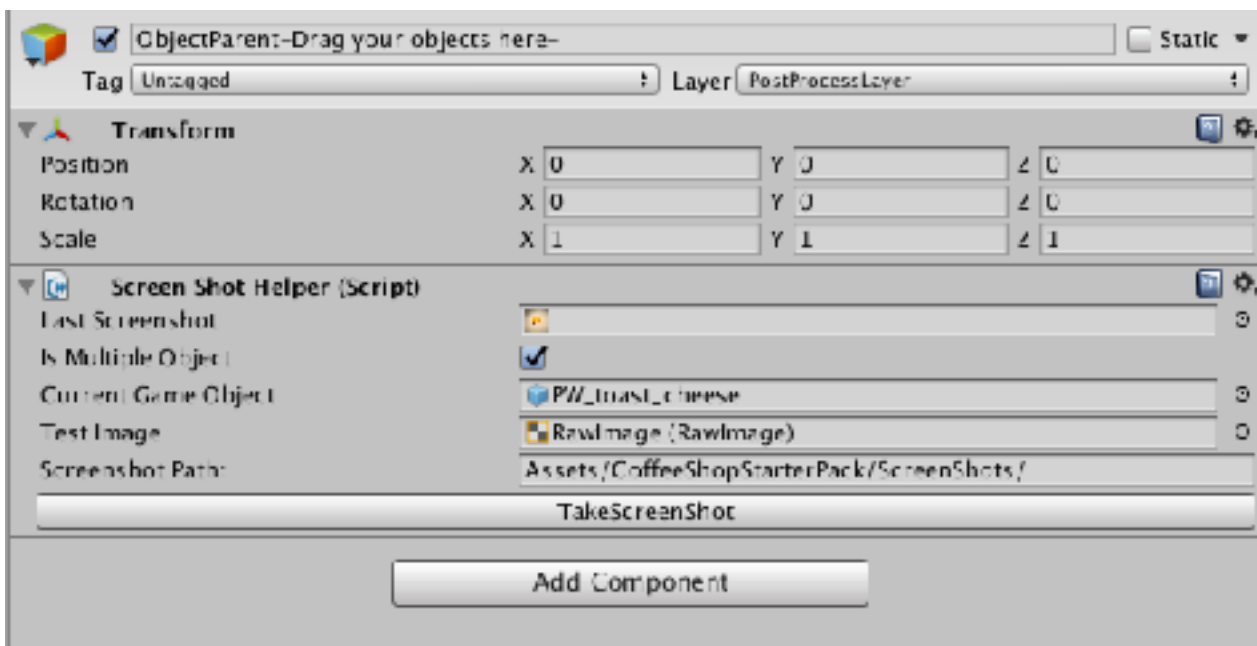 ObjectParent-Drag your objects here-
Static
Tag Untagged Layer PostProcessLayer
Transform
Position X 0 Y 0 Z 0
Rotation X 0 Y 0 Z 0
Scale X 1 Y 1 Z 1
Screen Shot Helper (Script)
Last Screenshot
Is Multiple Object
Current Game Object PW_toast_cheese
Test Image RawImage (RawImage)
Screenshot Path: Assets/CoffeeShopStarterPack/ScreenShots/
TakeScreenShot
Add Component